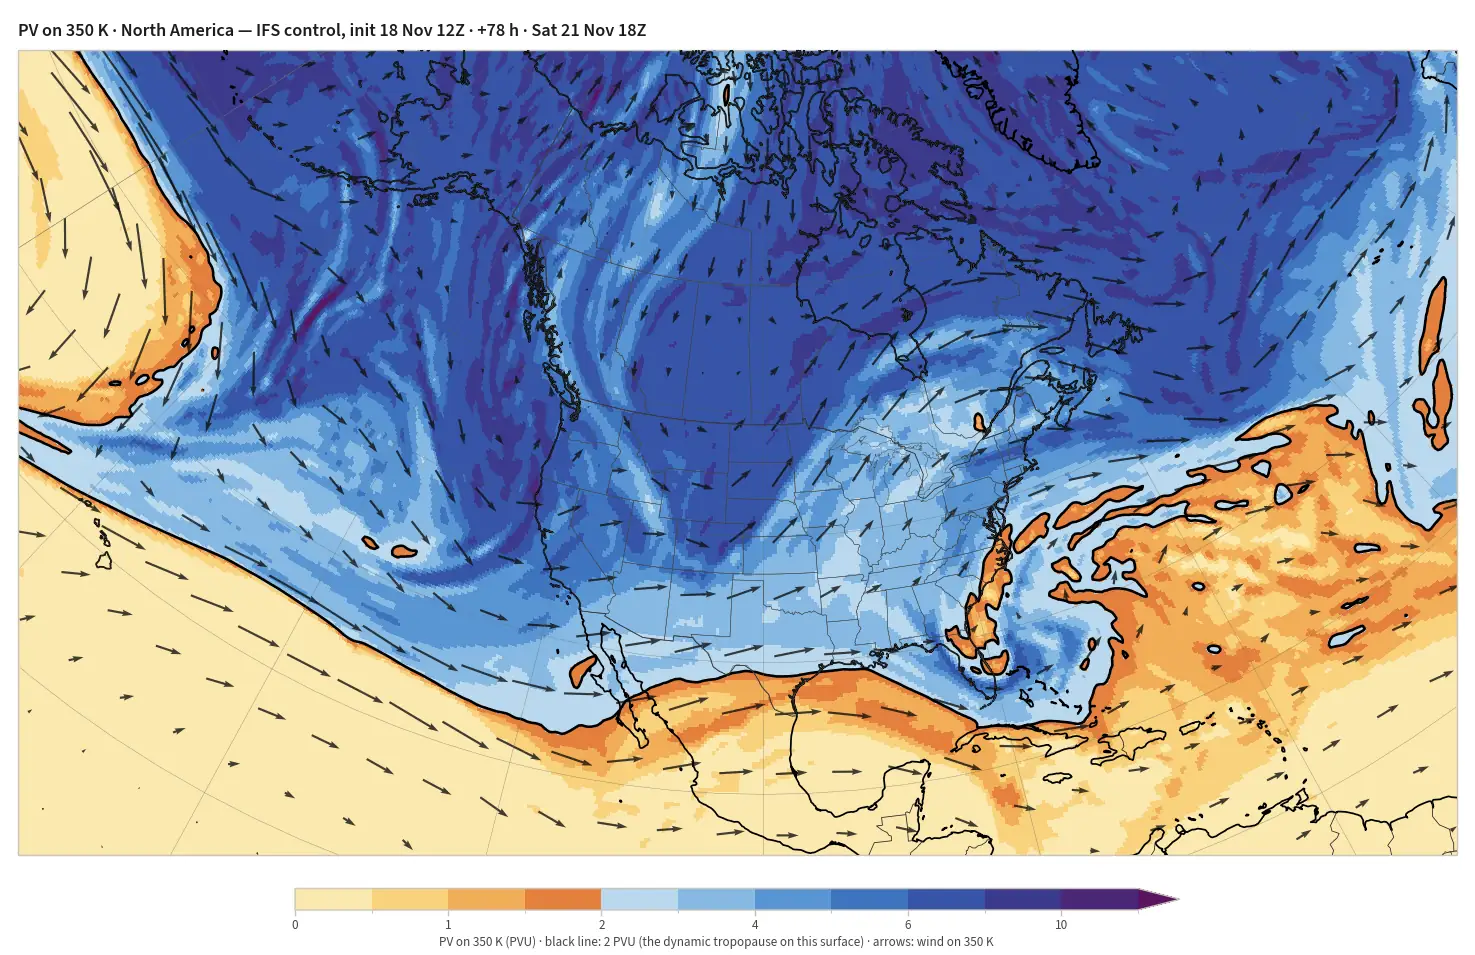 PV on 350 K · North America — IFS control, init 18 Nov 12Z · +78 h · Sat 21 Nov 18Z
0 1 2 4 6 10
PV on 350 K (PVU) · black line: 2 PVU (the dynamic tropopause on this surface) · arrows: wind on 350 K